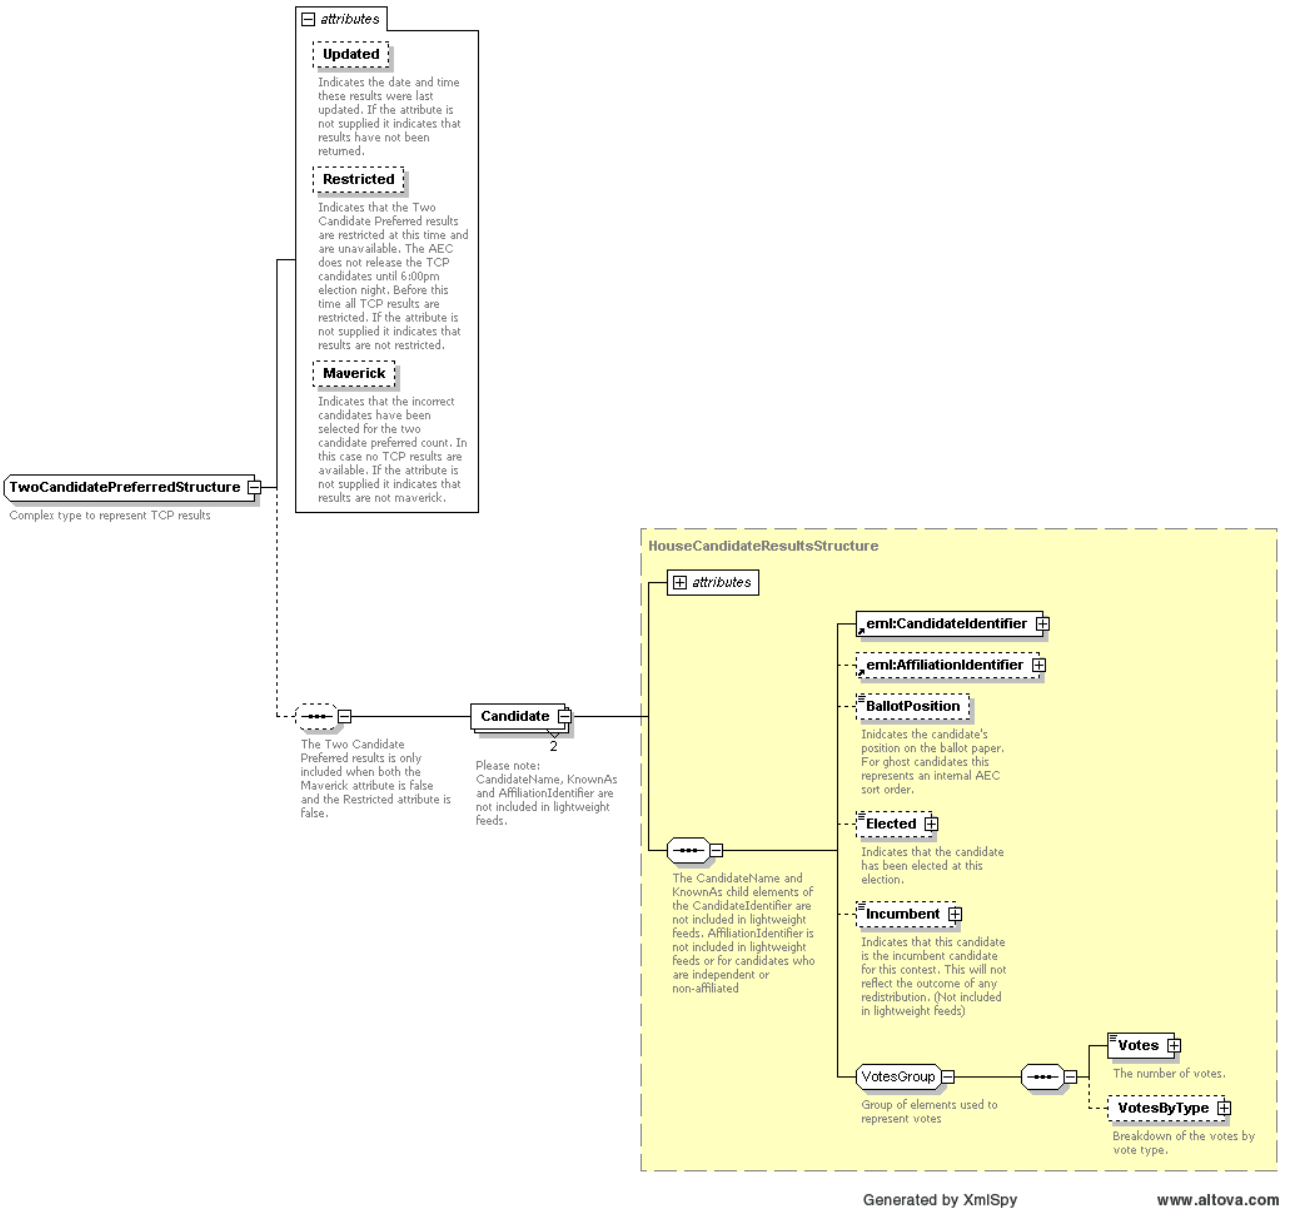 attributes
Updated
Indicates the date and time
these results were last
updated. If the attribute is
not supplied it indicates that
results have not been
returned.
Restricted
Indicates that the Two
Candidate Preferred results
are restricted at this time and
are unavailable. The AEC
does not release the TCP
candidates until 6:00pm
election night. Before this
time all TCP results are
restricted. If the attribute is
not supplied it indicates that
results are not restricted.
Maverick
Indicates that the incorrect
candidates have been
selected for the two
candidate preferred count. In
this case no TCP results are
available. If the attribute is
not supplied it indicates that
results are not maverick.
TwoCandidatePreferredStructure
Complex type to represent TCP results
The Two Candidate
Preferred results is only
included when both the
Maverick attribute is false
and the Restricted attribute is
false.
Candidate
2
Please note:
CandidateName, KnownAs
and AffiliationIdentifier are
not included in lightweight
feeds.
HouseCandidateResultsStructure
attributes
The CandidateName and
KnownAs child elements of
the CandidateIdentifier are
not included in lightweight
feeds. AffiliationIdentifier is
not included in lightweight
feeds or for candidates who
are independent or
non-affiliated
eml:CandidateIdentifier
eml:AffiliationIdentifier
BallotPosition
Inidcates the candidate's
position on the ballot paper.
For ghost candidates this
represents an internal AEC
sort order.
Elected
Indicates that the candidate
has been elected at this
election.
Incumbent
Indicates that this candidate
is the incumbent candidate
for this contest. This will not
reflect the outcome of any
redistribution. (Not included
in lightweight feeds)
VotesGroup
Group of elements used to
represent votes
Votes
The number of votes.
VotesByType
Breakdown of the votes by
vote type.
Generated by XmlSpy
www.altova.com